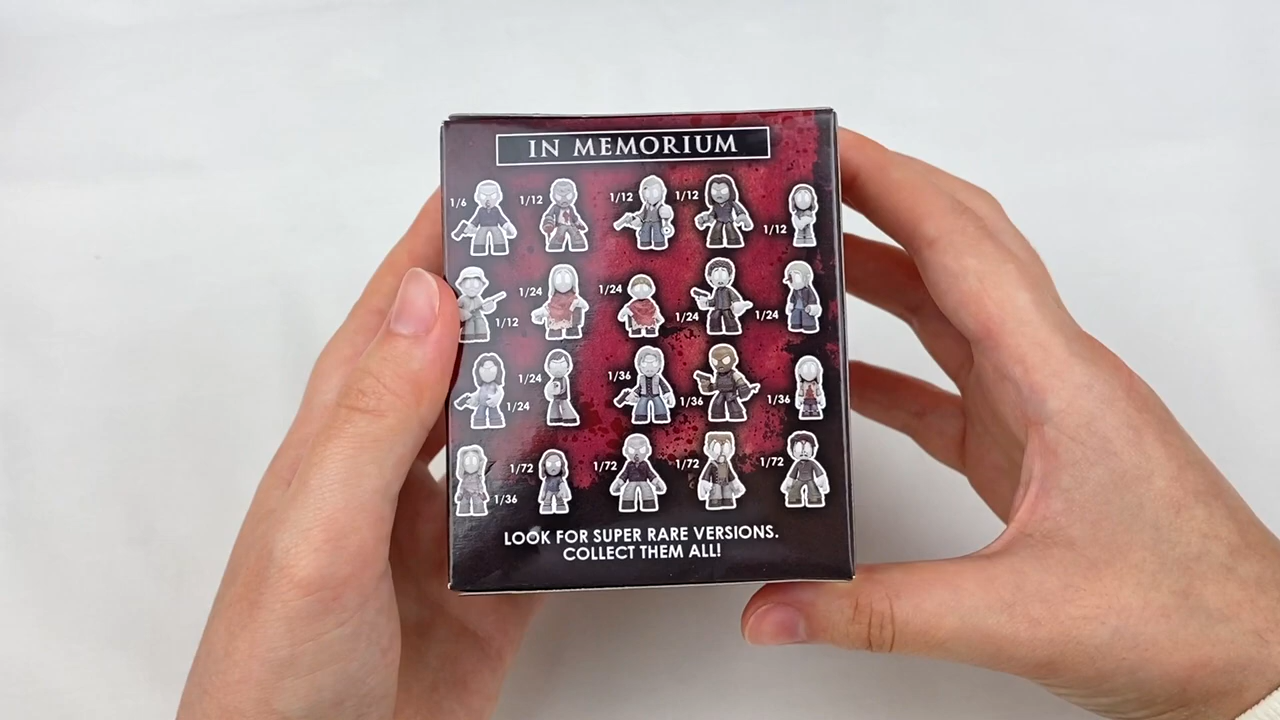 IN MEMORIUM
1/6 1/12 1/12 1/12 1/12
1/12 1/24 1/24 1/24 1/24
1/24 1/24 1/36 1/36 1/36
1/36 1/72 1/72 1/72 1/72
LOOK FOR SUPER RARE VERSIONS.
COLLECT THEM ALL!